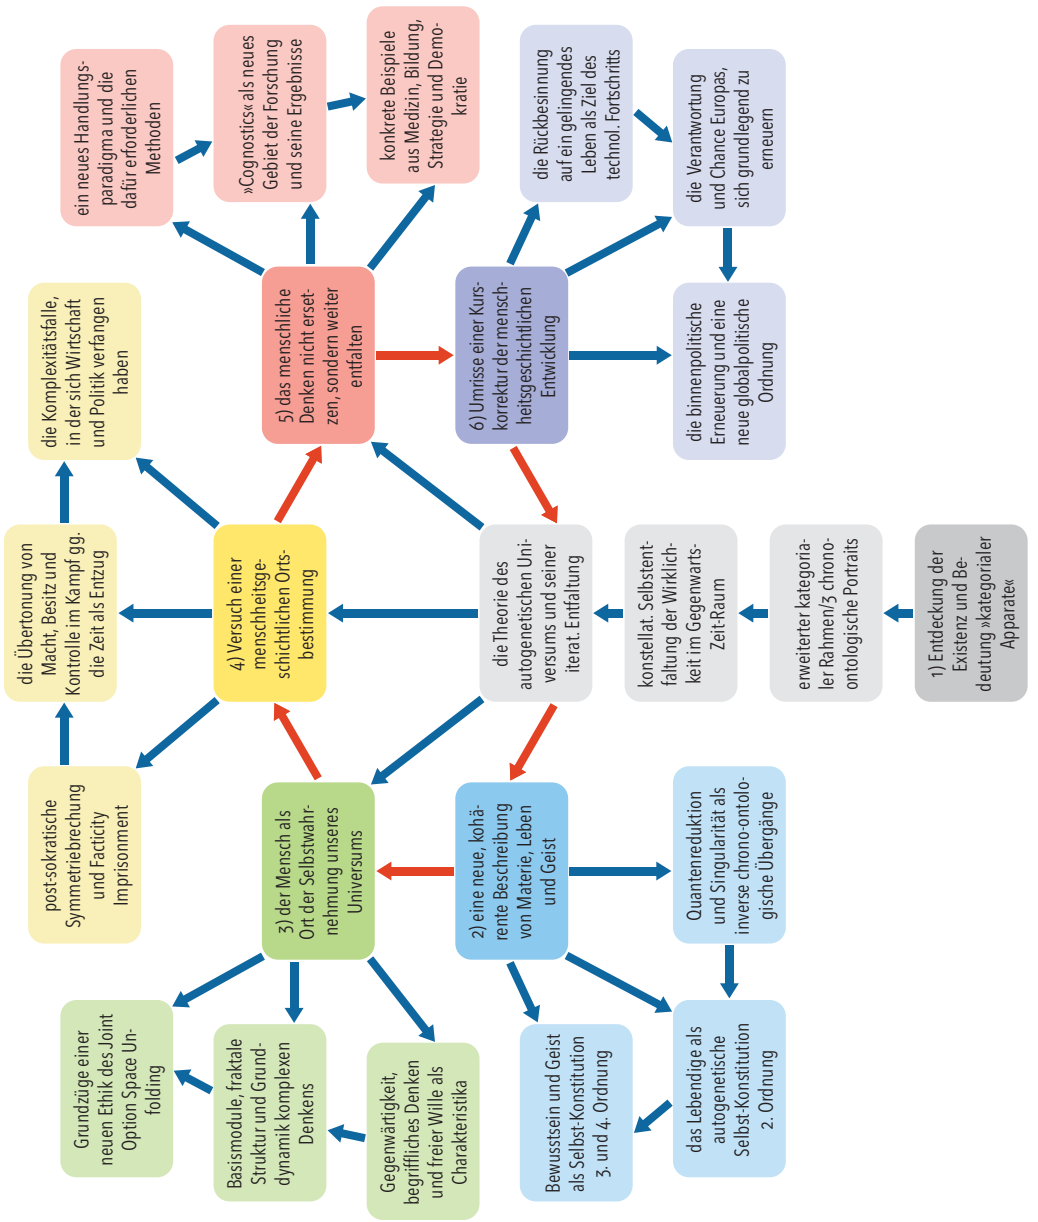 1) Entdeckung der
Existenz und Be-
deutung »kategorialer
Apparate«
erweiterter kategoria-
ler Rahmen/3 chrono-
ontologische Portraits
konstellat. Selbstent-
faltung der Wirklich-
keit im Gegenwarts-
Zeit-Raum
die Theorie des
autogenetischen Uni-
versums und seiner
iterat. Entfaltung
2) eine neue, kohä-
rente Beschreibung
von Materie, Leben
und Geist
Quantenreduktion
und Singularität als
inverse chrono-ontolo-
gische Übergänge
das Lebendige als
autogenetische
Selbst-Konstitution
2. Ordnung
Bewusstsein und Geist
als Selbst-Konstitution
3. und 4. Ordnung
3) der Mensch als
Ort der Selbstwahr-
nehmung unseres
Universums
Gegenwärtigkeit,
begriffliches Denken
und freier Wille als
Charakteristika
Basismodule, fraktale
Struktur und Grund-
dynamik komplexen
Denkens
Grundzüge einer
neuen Ethik des Joint
Option Space Un-
folding
4) Versuch einer
menschheitsge-
schichtlichen Orts-
bestimmung
post-sokratische
Symmetriebrechung
und Facticity
Imprisonment
die Übertonung von
Macht, Besitz und
Kontrolle im Kampf gg.
die Zeit als Entzug
die Komplexitätsfalle,
in der sich Wirtschaft
und Politik verfangen
haben
5) das menschliche
Denken nicht erset-
zen, sondern weiter
entfalten
ein neues Handlungs-
paradigma und die
dafür erforderlichen
Methoden
»Cognostics« als neues
Gebiet der Forschung
und seine Ergebnisse
konkrete Beispiele
aus Medizin, Bildung,
Strategie und Demo-
kratie
6) Umrisse einer Kurs-
korrektur der mensch-
heitsgeschichtlichen
Entwicklung
die Rückbesinnung
auf ein gelingendes
Leben als Ziel des
technol. Fortschritts
die Verantwortung
und Chance Europas,
sich grundlegend zu
erneuern
die binnenpolitische
Erneuerung und eine
neue globalpolitische
Ordnung